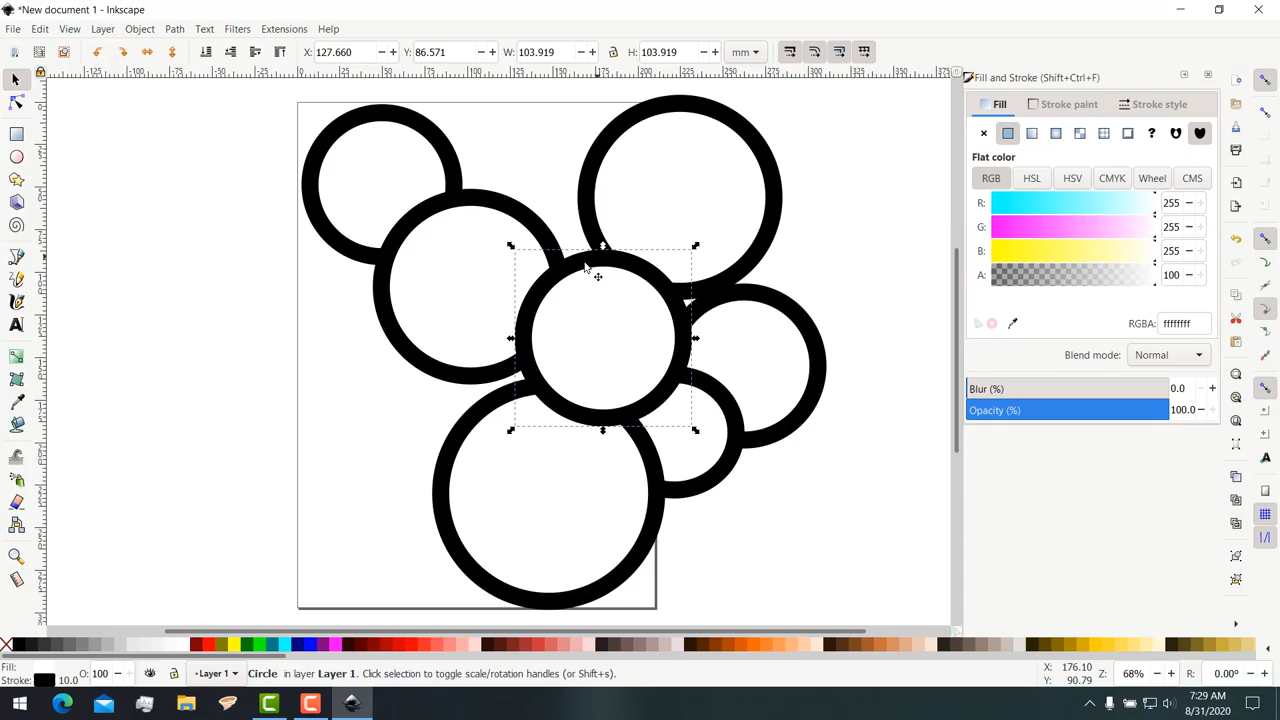 *New document 1 - Inkscape
File Edit View Layer Object Path Text Filters Extensions Help
X: 127.660 Y: 86.571 W: 103.919 H: 103.919 mm
Fill and Stroke (Shift+Ctrl+F)
Fill Stroke paint Stroke style
Flat color
RGB HSL HSV CMYK Wheel CMS
R: 255
G: 255
B: 255
A: 100
RGBA: ffffffff
Blend mode: Normal
Blur (%) 0.0
Opacity (%) 100.0
Fill:
Stroke: 10.0 O: 100 Layer 1 Circle in layer Layer 1. Click selection to toggle scale/rotation handles (or Shift+s). X: 176.10 Y: 90.79 Z: 68% R: 0.00°
7:29 AM
8/31/2020